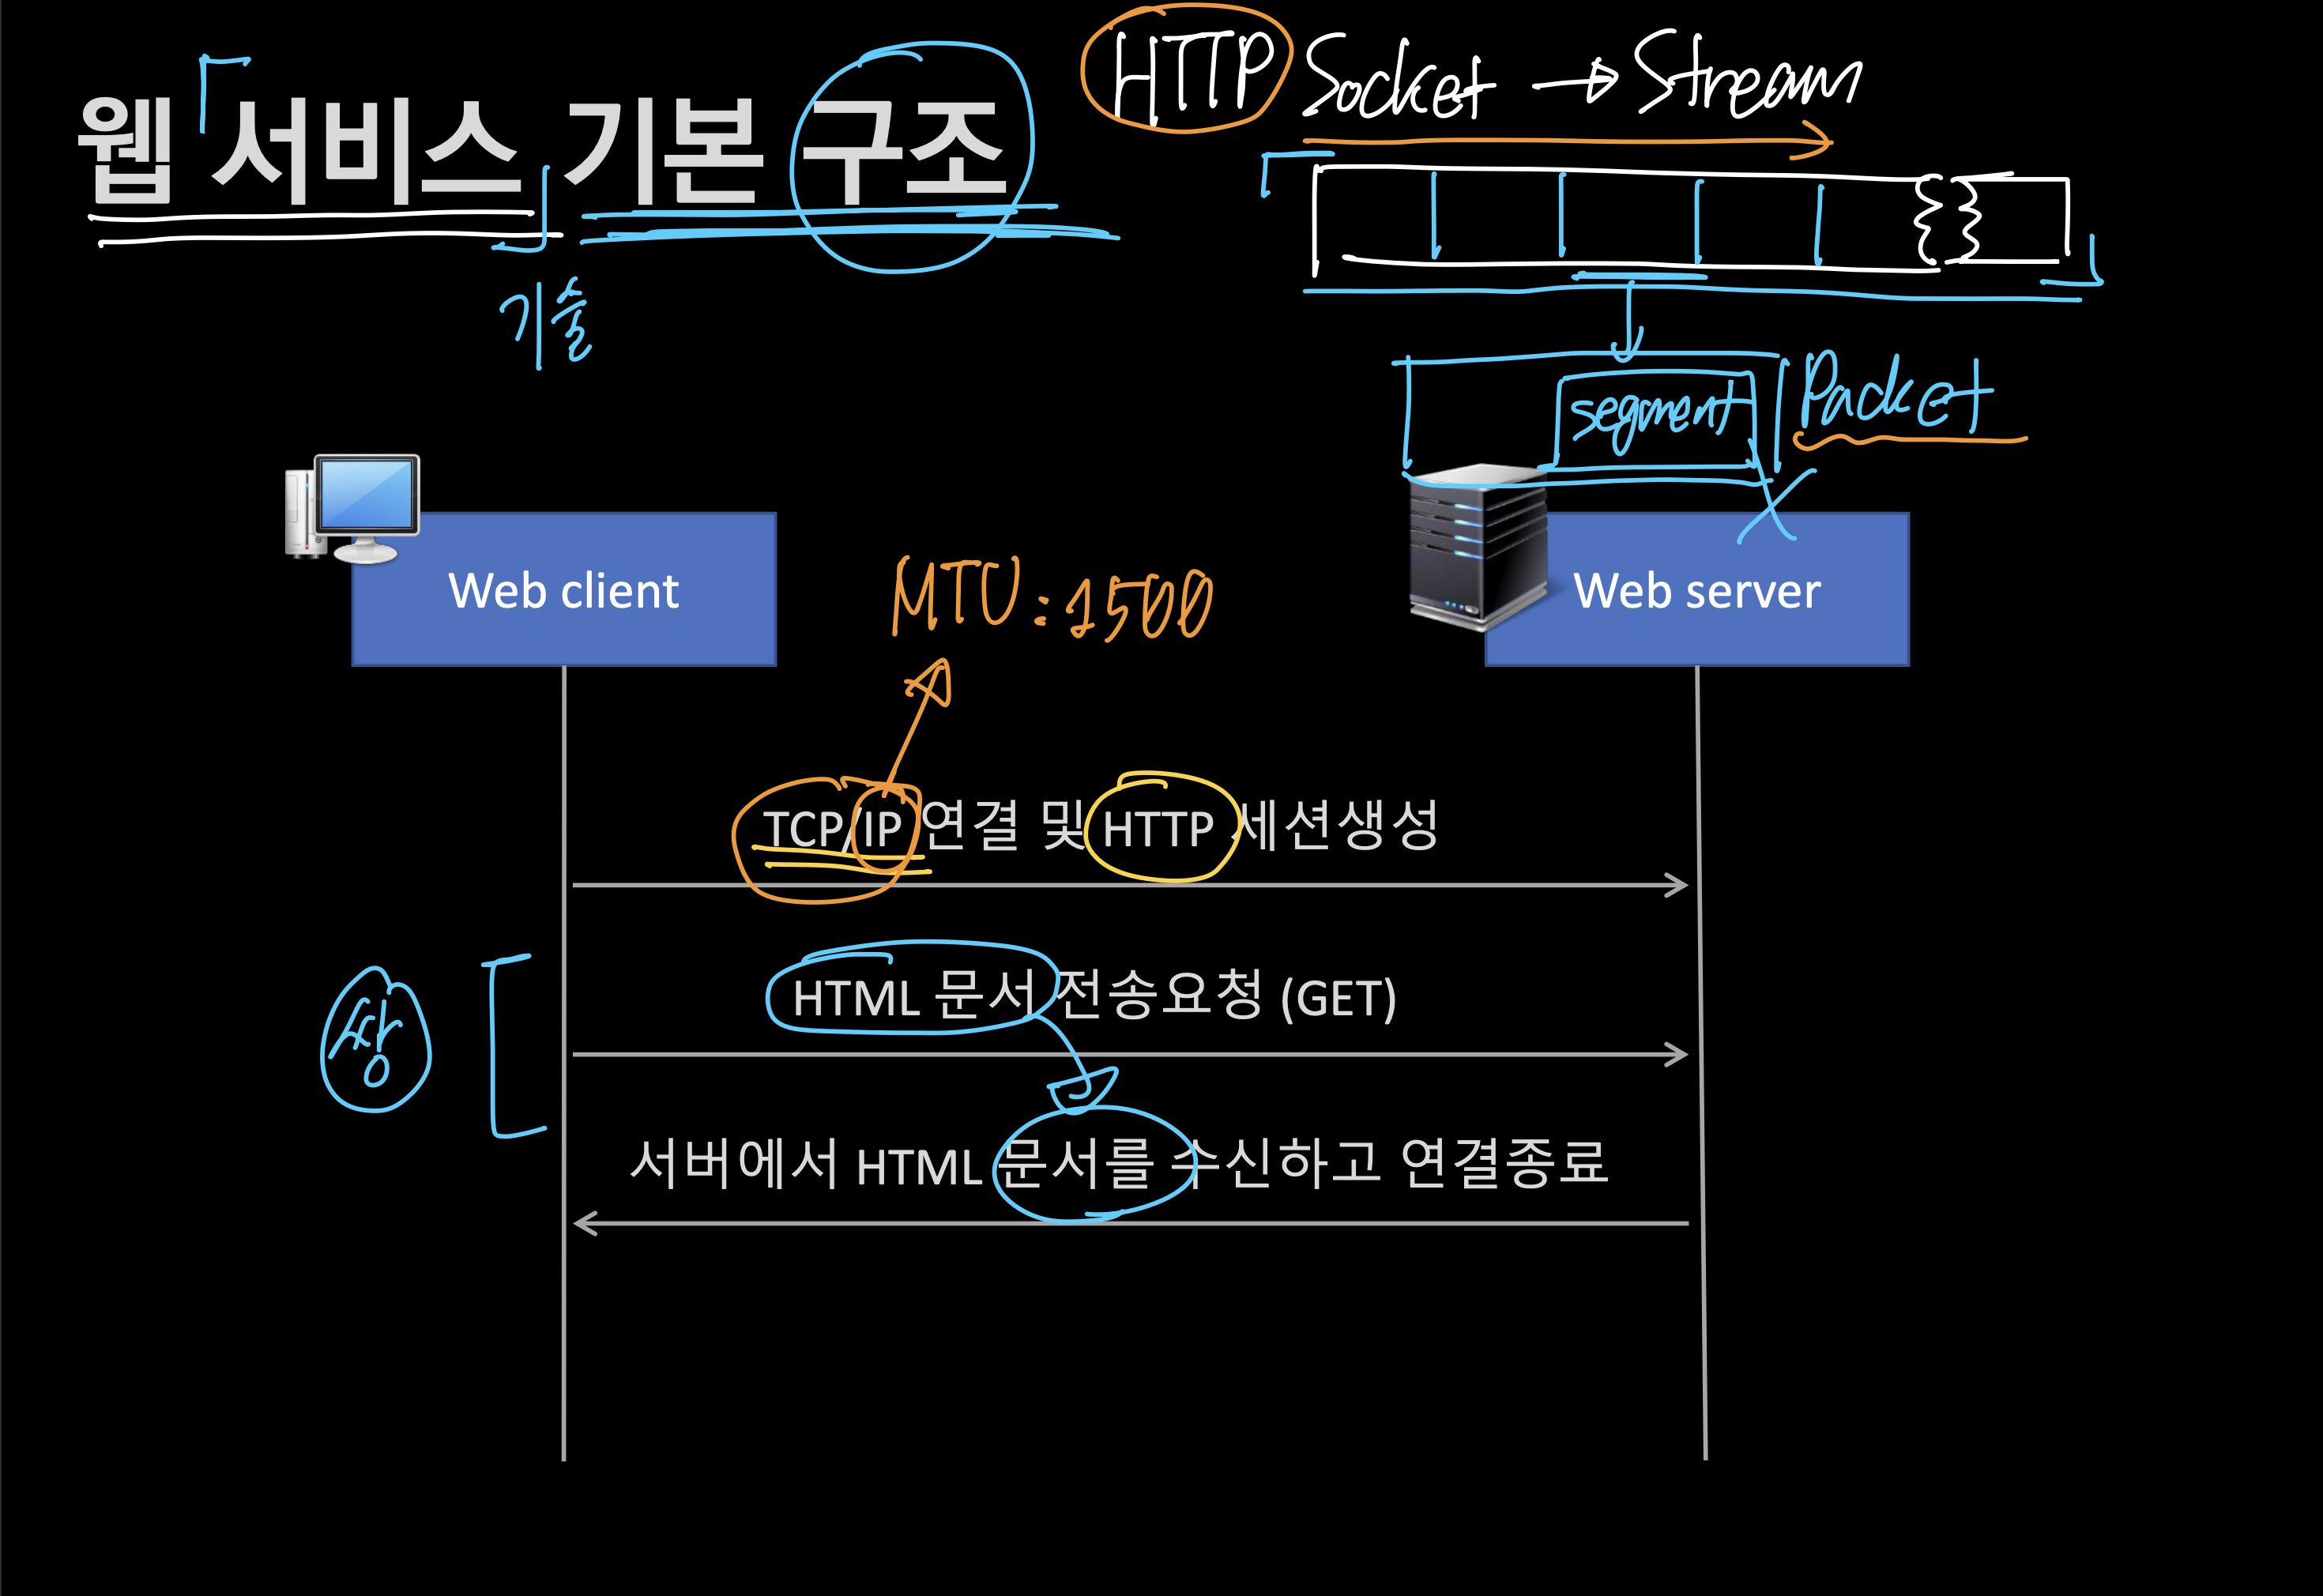 웹 서비스 기본 구조
HTTP Socket → Stream
기술
segment
Packet
Web client
Web server
MTU : 1500
TCP/IP 연결 및 HTTP 세션생성
HTML 문서 전송요청 (GET)
상
서버에서 HTML 문서를 수신하고 연결종료